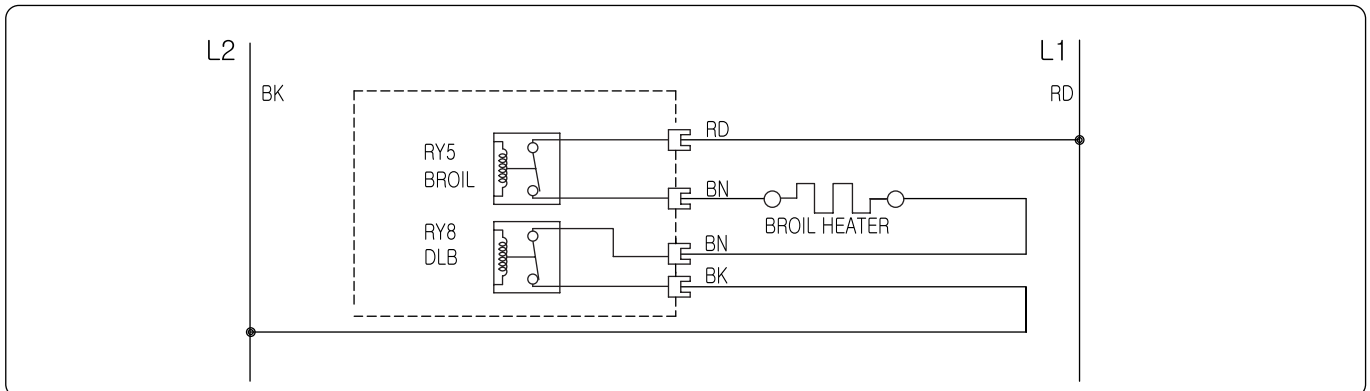 L2
L1
BK
RD
RD
RY5
BROIL
BN
BROIL HEATER
RY8
DLB
BN
BK